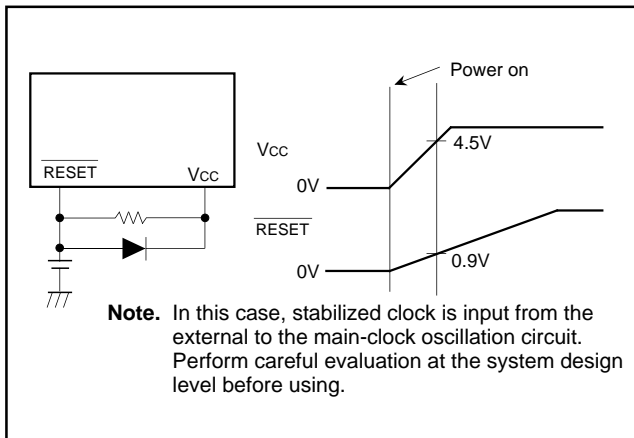 Power on
VCC
4.5V
0V
RESET
VCC
RESET
0V
0.9V
Note. In this case, stabilized clock is input from the
external to the main-clock oscillation circuit.
Perform careful evaluation at the system design
level before using.